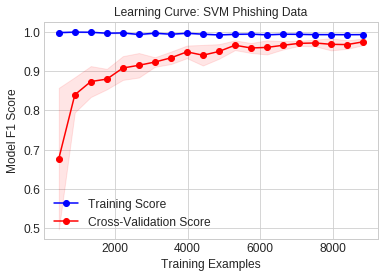 Learning Curve: SVM Phishing Data
Model F1 Score
1.0
0.9
0.8
0.7
0.6
0.5
Training Score
Cross-Validation Score
2000 4000 6000 8000
Training Examples